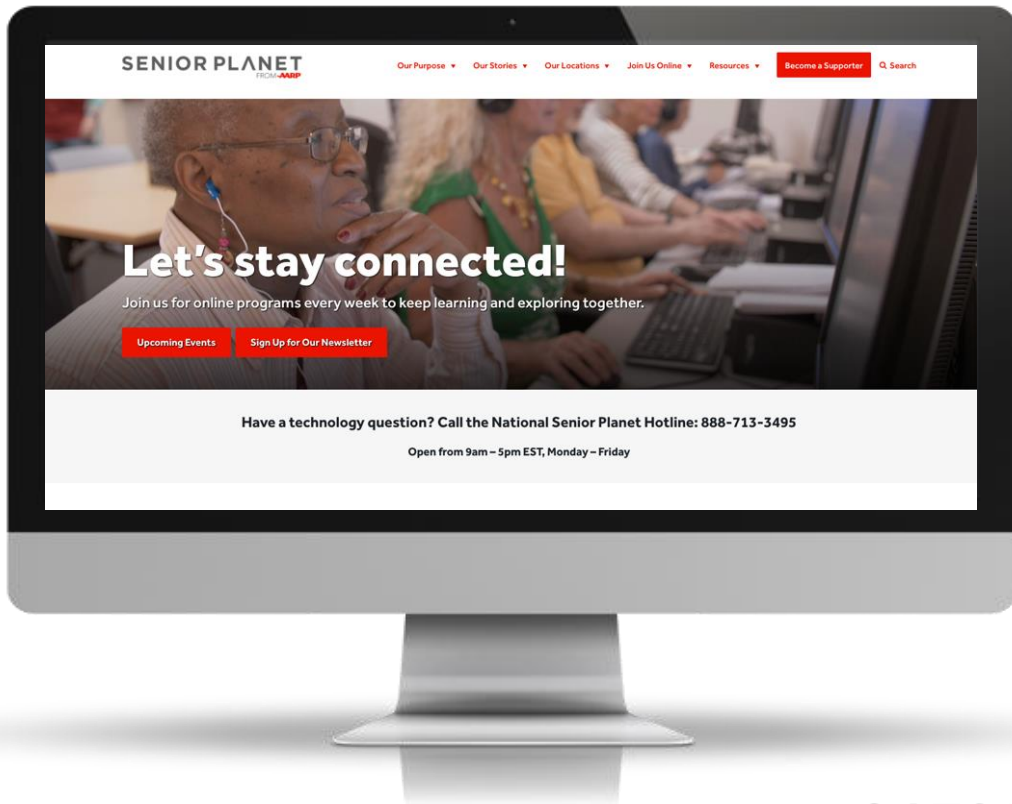 SENIOR PLANET
FROM AARP
Our Purpose ▼ Our Stories ▼ Our Locations ▼ Join Us Online ▼ Resources ▼ Become a Supporter Search
Let's stay connected!
Join us for online programs every week to keep learning and exploring together.
Upcoming Events Sign Up for Our Newsletter
Have a technology question? Call the National Senior Planet Hotline: 888-713-3495
Open from 9am – 5pm EST, Monday – Friday